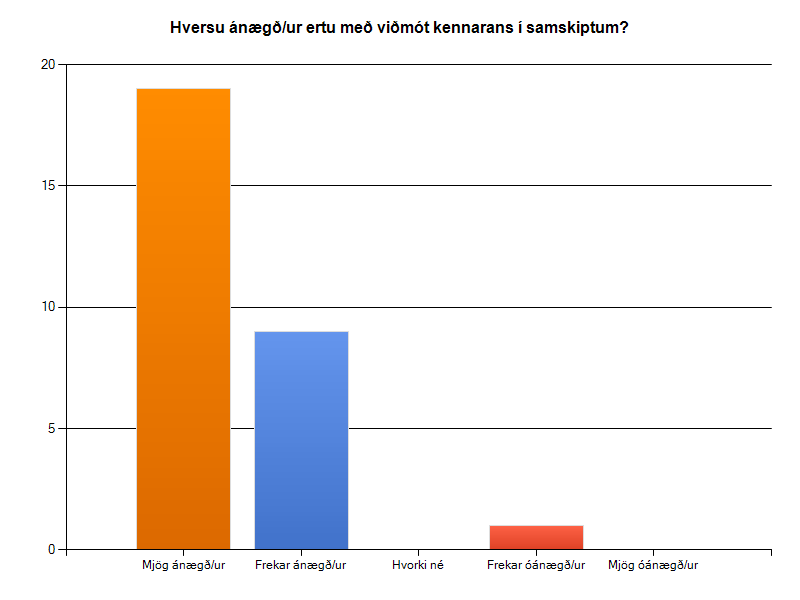 Hversu ánægð/ur ertu með viðmót kennarans í samskiptum?
20
15
10
5
0
Mjög ánægð/ur Frekar ánægð/ur Hvorki né Frekar óánægð/ur Mjög óánægð/ur